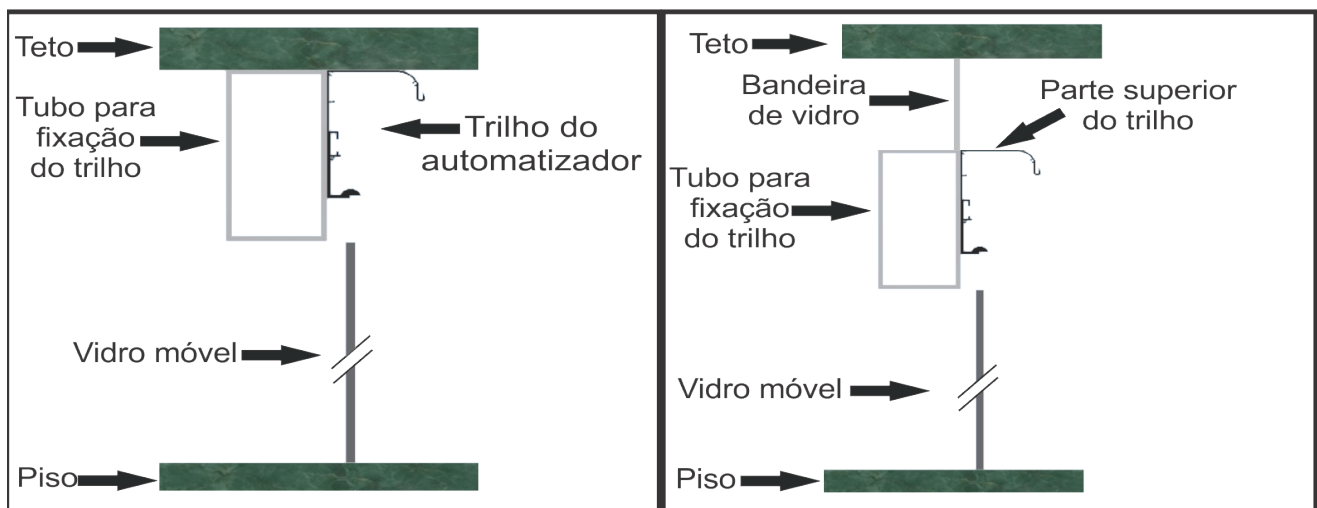 Teto
Tubo para
fixação
do trilho
Trilho do
automatizador
Vidro móvel
Piso
Teto
Bandeira
de vidro
Parte superior
do trilho
Tubo para
fixação
do trilho
Vidro móvel
Piso